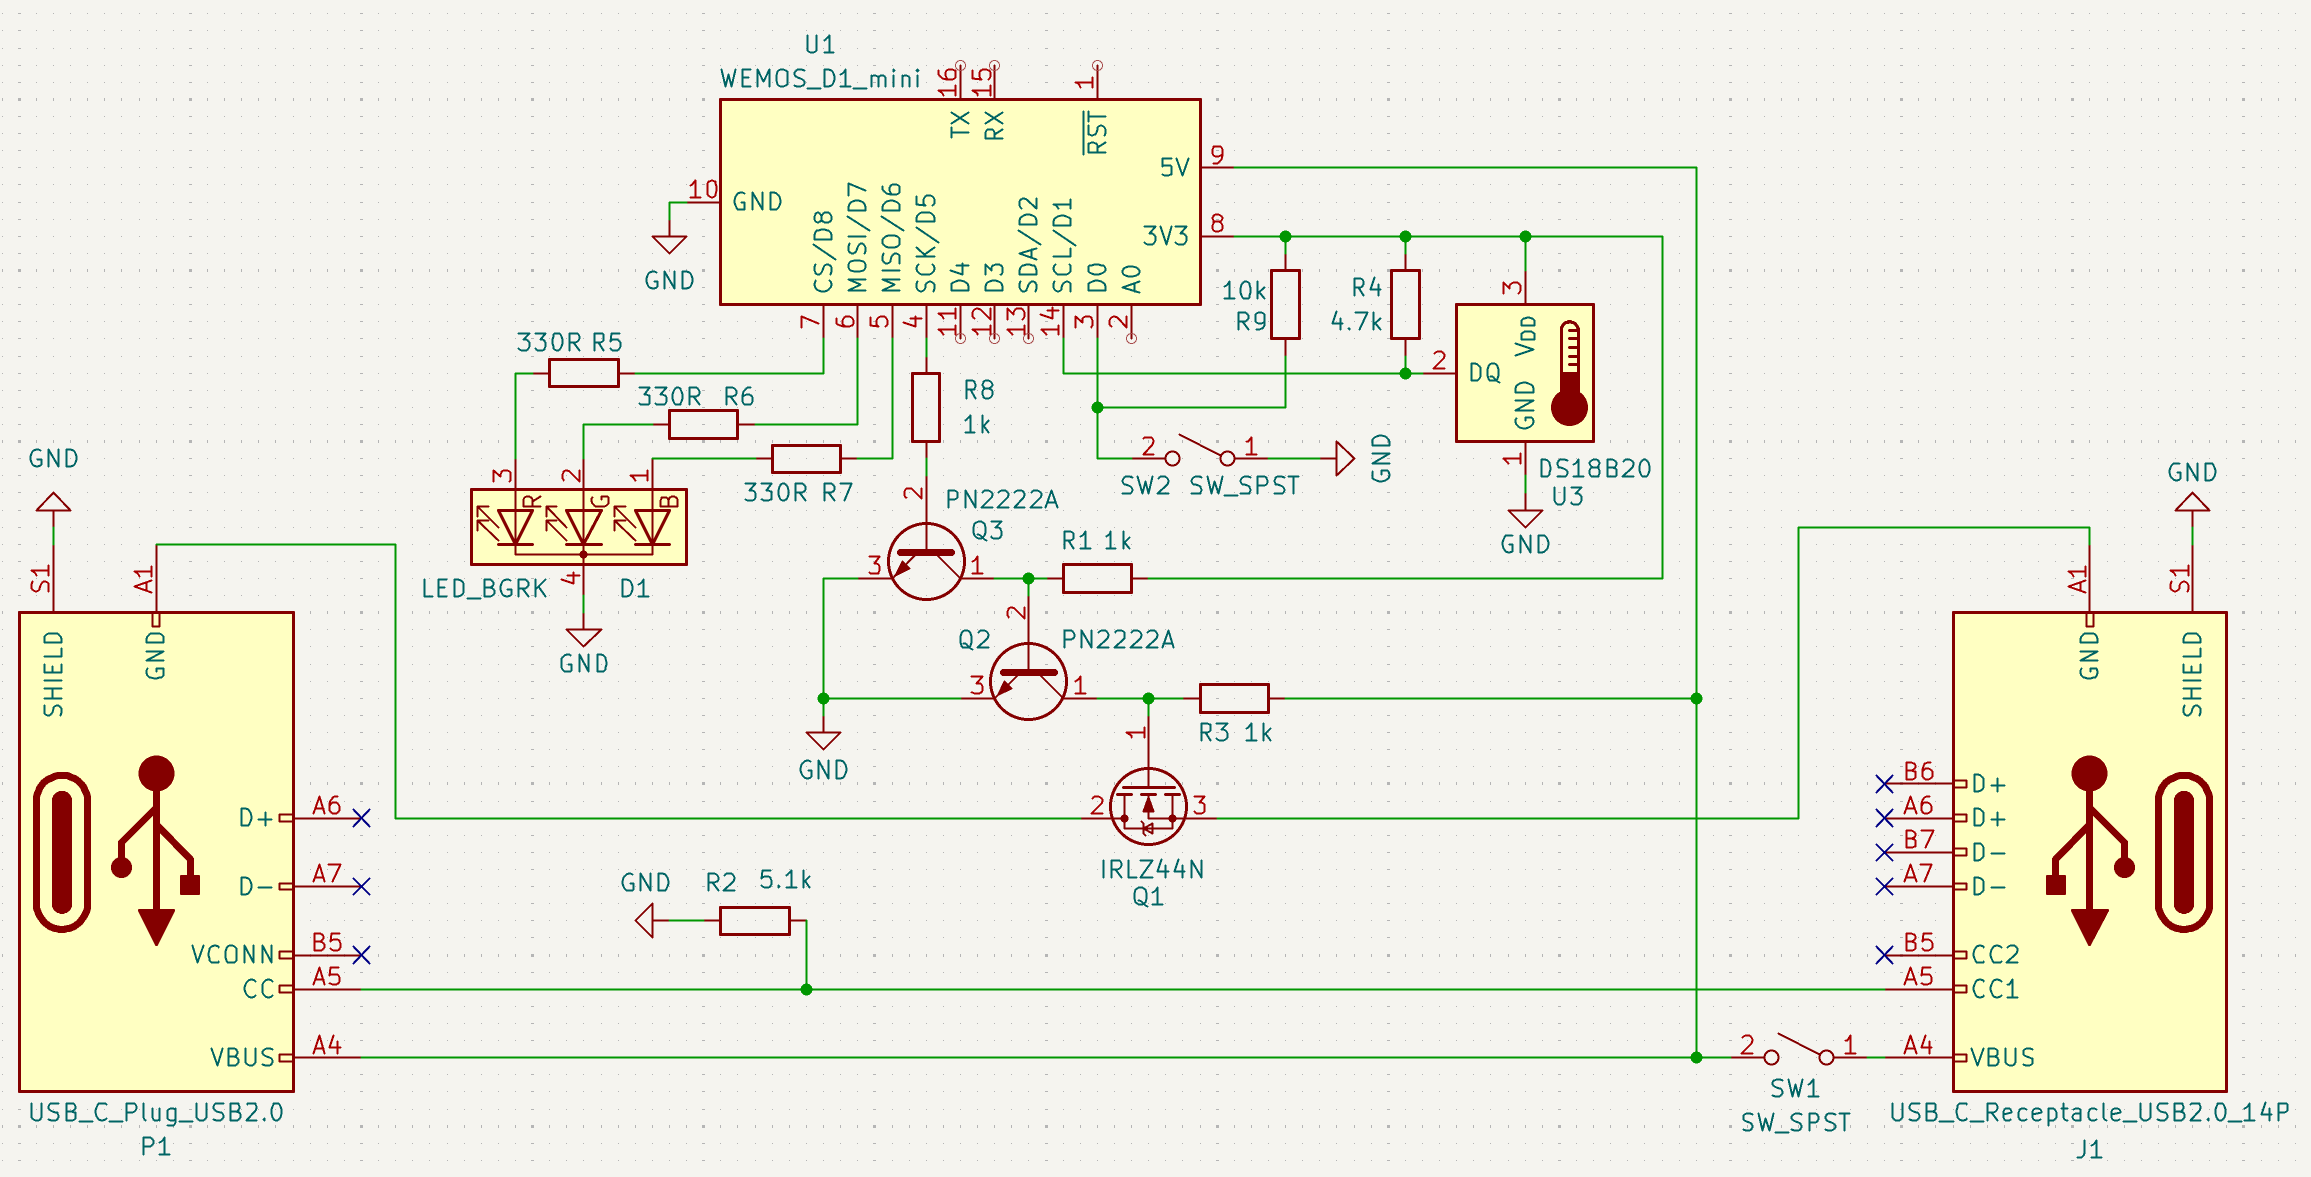 U1
WEMOS_D1_mini
16
15
1
TX
RX
RST
5V
9
10
GND
3V3
8
GND
CS/D8
MOSI/D7
MISO/D6
SCK/D5
D4
D3
SDA/D2
SCL/D1
D0
A0
7
6
5
4
11
12
13
14
3
2
10k
R9
R4
4.7k
3
VDD
2
DQ
GND
1
DS18B20
U3
GND
330R R5
330R R6
330R R7
R8
1k
2
1
SW2 SW_SPST
GND
3
2
1
R
G
B
LED_BGRK
4
D1
GND
2
PN2222A
Q3
3
1
R1 1k
2
Q2
PN2222A
3
1
R3 1k
GND
1
2
3
IRLZ44N
Q1
GND
R2 5.1k
GND
S1
A1
SHIELD
GND
D+
A6
D-
A7
VCONN
B5
CC
A5
VBUS
A4
USB_C_Plug_USB2.0
P1
GND
A1
S1
GND
SHIELD
B6
D+
A6
D+
B7
D-
A7
D-
B5
CC2
A5
CC1
2
1
A4
VBUS
SW1
SW_SPST
USB_C_Receptacle_USB2.0_14P
J1